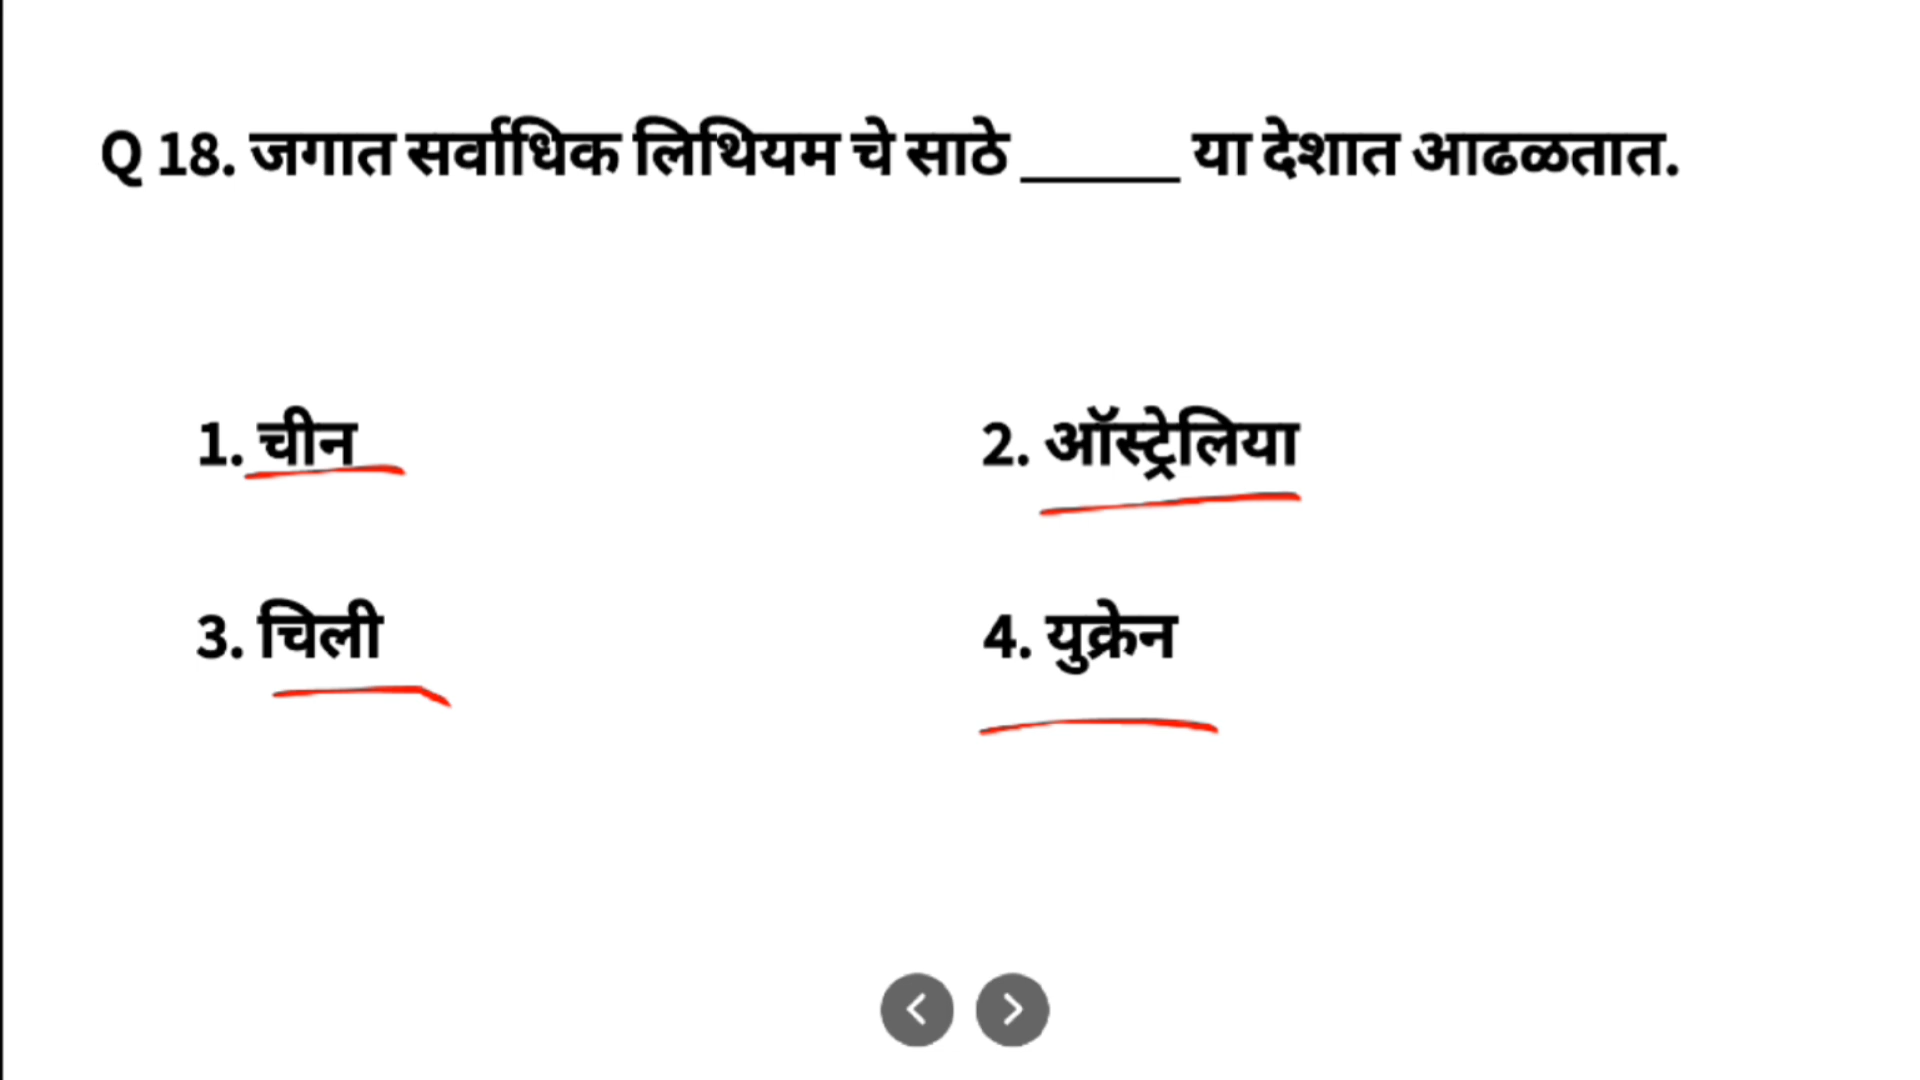 Q 18. जगात सर्वाधिक लिथियम चे साठे _____ या देशात आढळतात.
1. चीन
2. ऑस्ट्रेलिया
3. चिली
4. युक्रेन